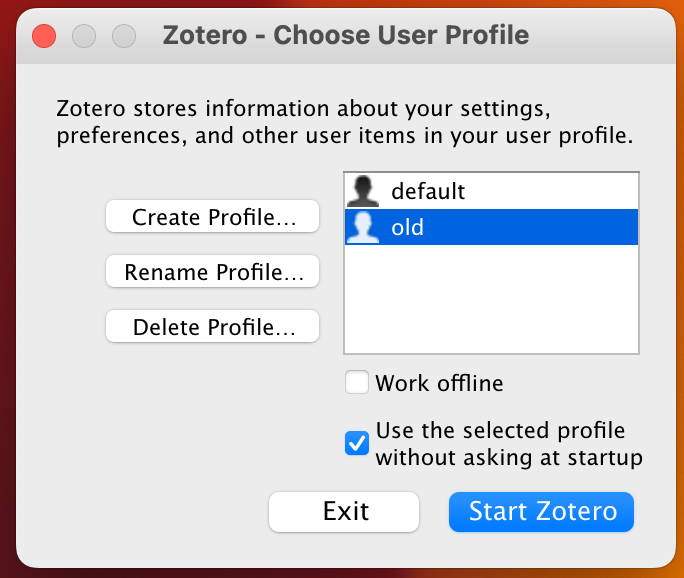 Zotero - Choose User Profile
Zotero stores information about your settings,
preferences, and other user items in your user profile.
Create Profile...
Rename Profile...
Delete Profile...
default
old
Work offline
Use the selected profile
without asking at startup
Exit
Start Zotero